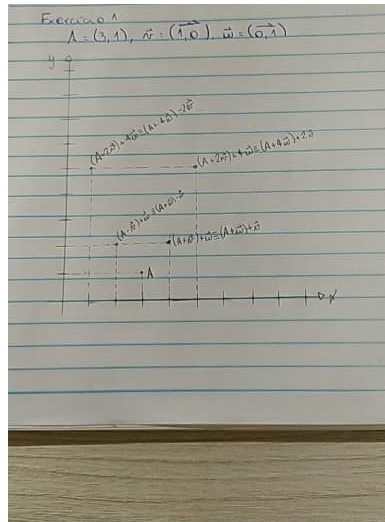 Exercício 1
A = (3,1), v⃗ = (1,0), w⃗ = (0,1)
y
(A-2v⃗)+4w⃗=(A+4w⃗)-2v⃗
(A+2v⃗)+4w⃗=(A+4w⃗)+2v⃗
(A-v⃗)+w⃗=(A+w⃗)-v⃗
(A+v⃗)+w⃗=(A+w⃗)+v⃗
A
x